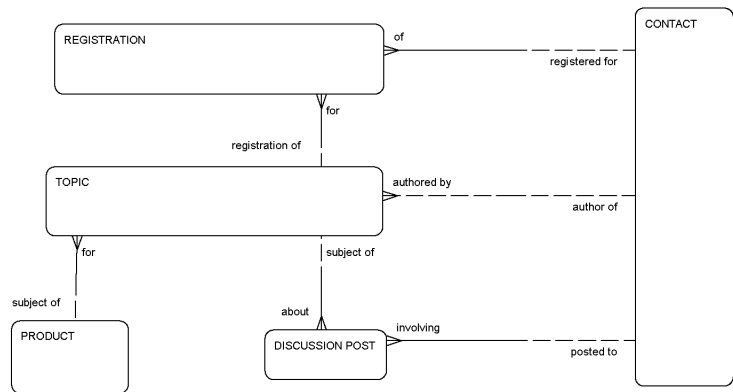 REGISTRATION
of
CONTACT
registered for
for
registration of
TOPIC
authored by
author of
for
subject of
subject of
about
involving
PRODUCT
DISCUSSION POST
posted to